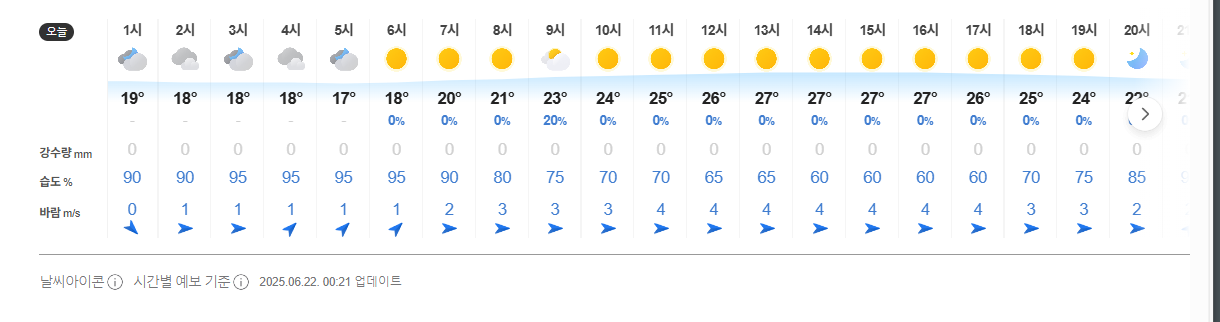 오늘 1시 2시 3시 4시 5시 6시 7시 8시 9시 10시 11시 12시 13시 14시 15시 16시 17시 18시 19시 20시
19° 18° 18° 18° 17° 18° 20° 21° 23° 24° 25° 26° 27° 27° 27° 27° 26° 25° 24°
- - - - - 0% 0% 0% 20% 0% 0% 0% 0% 0% 0% 0% 0% 0% 0%
강수량 mm 0 0 0 0 0 0 0 0 0 0 0 0 0 0 0 0 0 0 0 0
습도 % 90 90 95 95 95 95 90 80 75 70 70 65 65 60 60 60 60 70 75 85
바람 m/s 0 1 1 1 1 1 2 3 3 3 4 4 4 4 4 4 4 3 3 2
날씨아이콘 시간별 예보 기준 2025.06.22. 00:21 업데이트